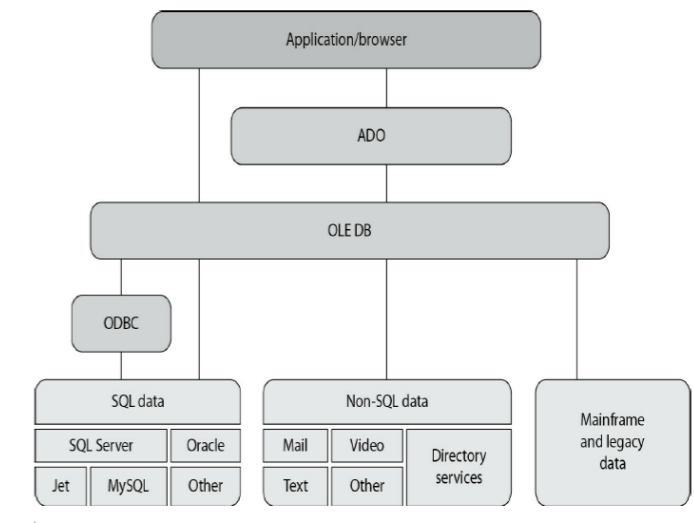 Application/browser
ADO
OLE DB
ODBC
SQL data
SQL Server
Oracle
Jet
MySQL
Other
Non-SQL data
Mail
Video
Text
Other
Directory
services
Mainframe
and legacy
data